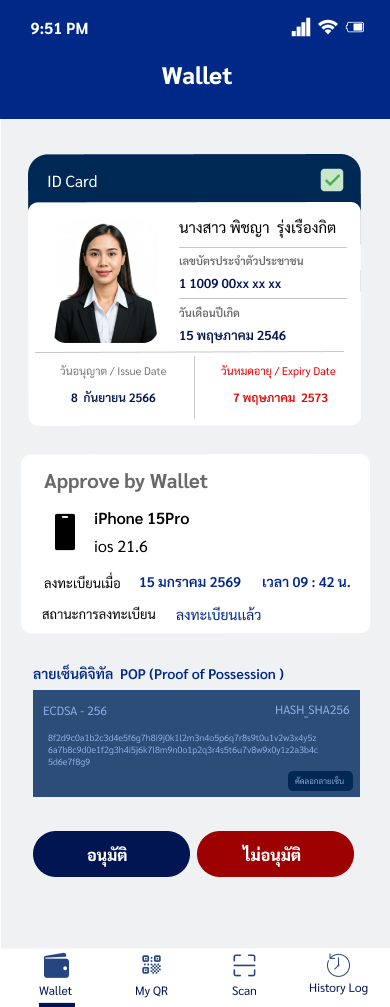 9:51 PM
Wallet
ID Card
นางสาว พิชญา รุ่งเรืองกิต
เลขบัตรประจำตัวประชาชน
1 1009 00xx xx xx
วันเดือนปีเกิด
15 พฤษภาคม 2546
วันอนุญาต / Issue Date
วันหมดอายุ / Expiry Date
8 กันยายน 2566
7 พฤษภาคม 2573
Approve by Wallet
iPhone 15Pro
ios 21.6
ลงทะเบียนเมื่อ 15 มกราคม 2569 เวลา 09 : 42 น.
สถานะการลงทะเบียน ลงทะเบียนแล้ว
ลายเซ็นดิจิทัล POP (Proof of Possession )
ECDSA - 256
HASH_SHA256
8f2d9c0a1b2c3d4e5f6g7h8i9j0k1l2m3n4o5p6q7r8s9t0u1v2w3x4y5z
6a7b8c9d0e1f2g3h4i5j6k7l8m9n0o1p2q3r4s5t6u7v8w9x0y1z2a3b4c
5d6e7f8g9
คัดลอกลายเซ็น
อนุมัติ
ไม่อนุมัติ
Wallet
My QR
Scan
History Log